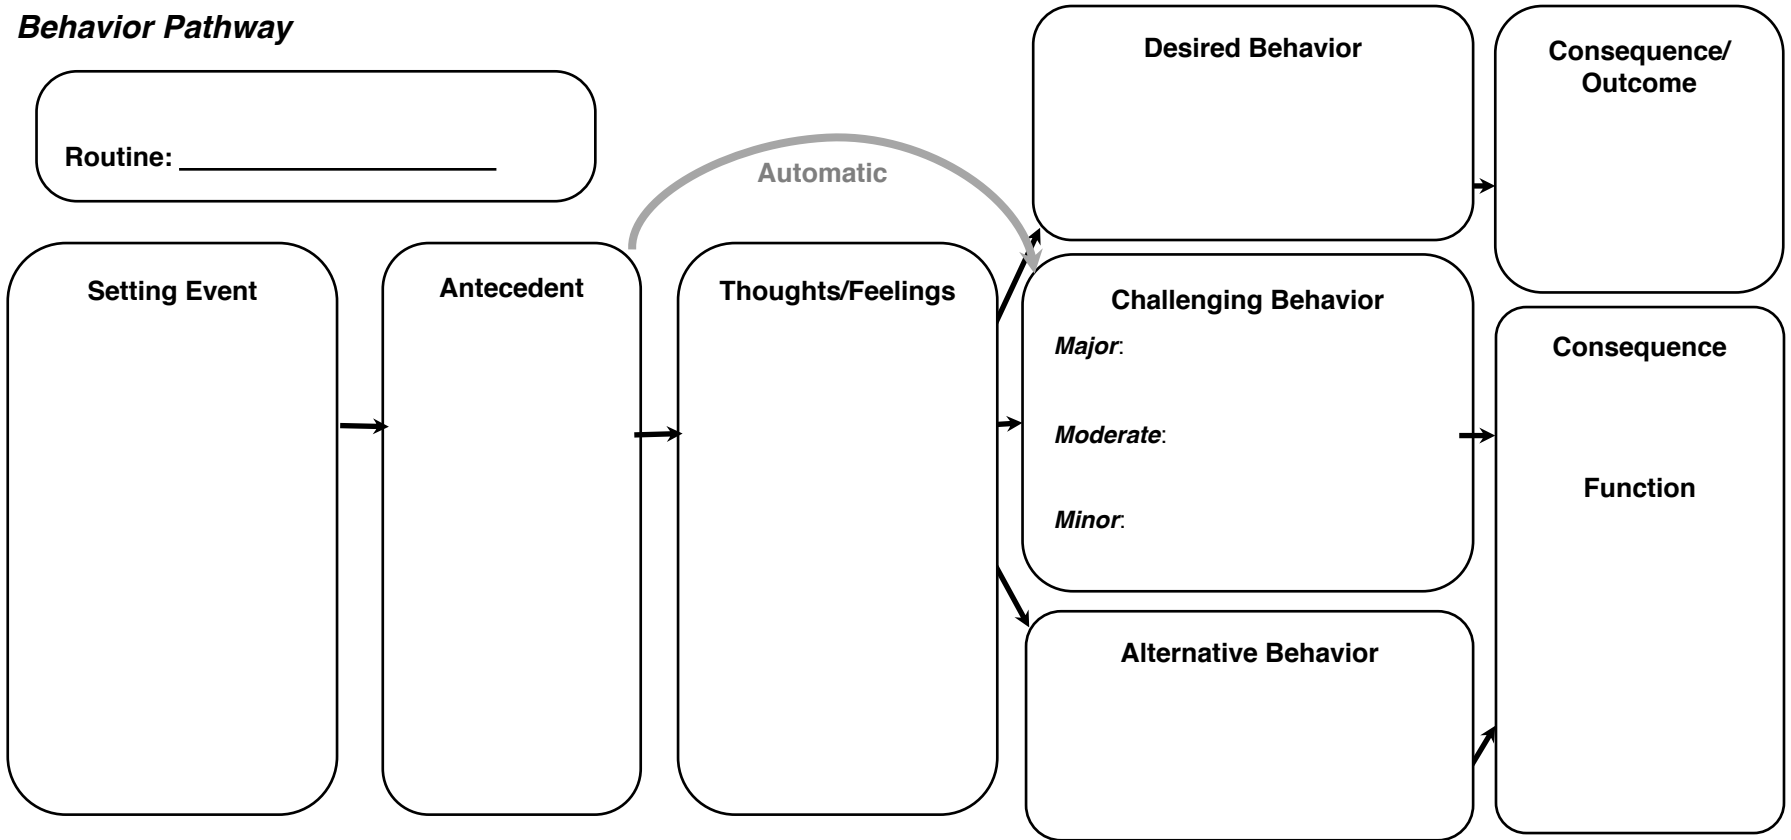 Behavior Pathway
Routine:
Automatic
Setting Event
Antecedent
Thoughts/Feelings
Desired Behavior
Consequence/
Outcome
Challenging Behavior
Major:
Moderate:
Minor:
Consequence
Function
Alternative Behavior